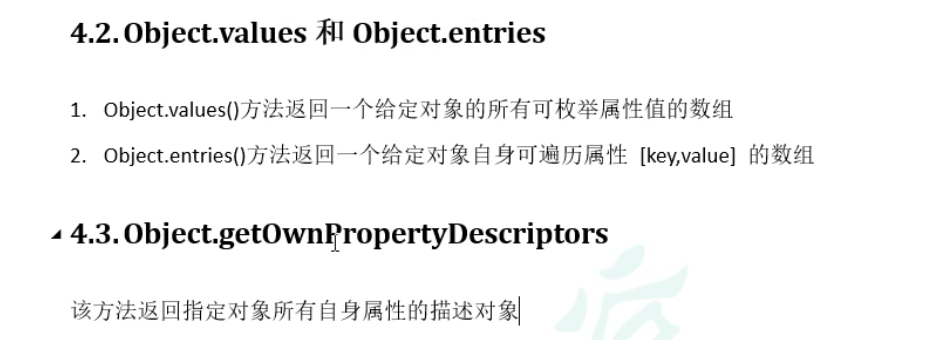 4.2. Object.values 和 Object.entries
1. Object.values()方法返回一个给定对象的所有可枚举属性值的数组
2. Object.entries()方法返回一个给定对象自身可遍历属性 [key,value] 的数组
4.3. Object.getOwnPropertyDescriptors
该方法返回指定对象所有自身属性的描述对象